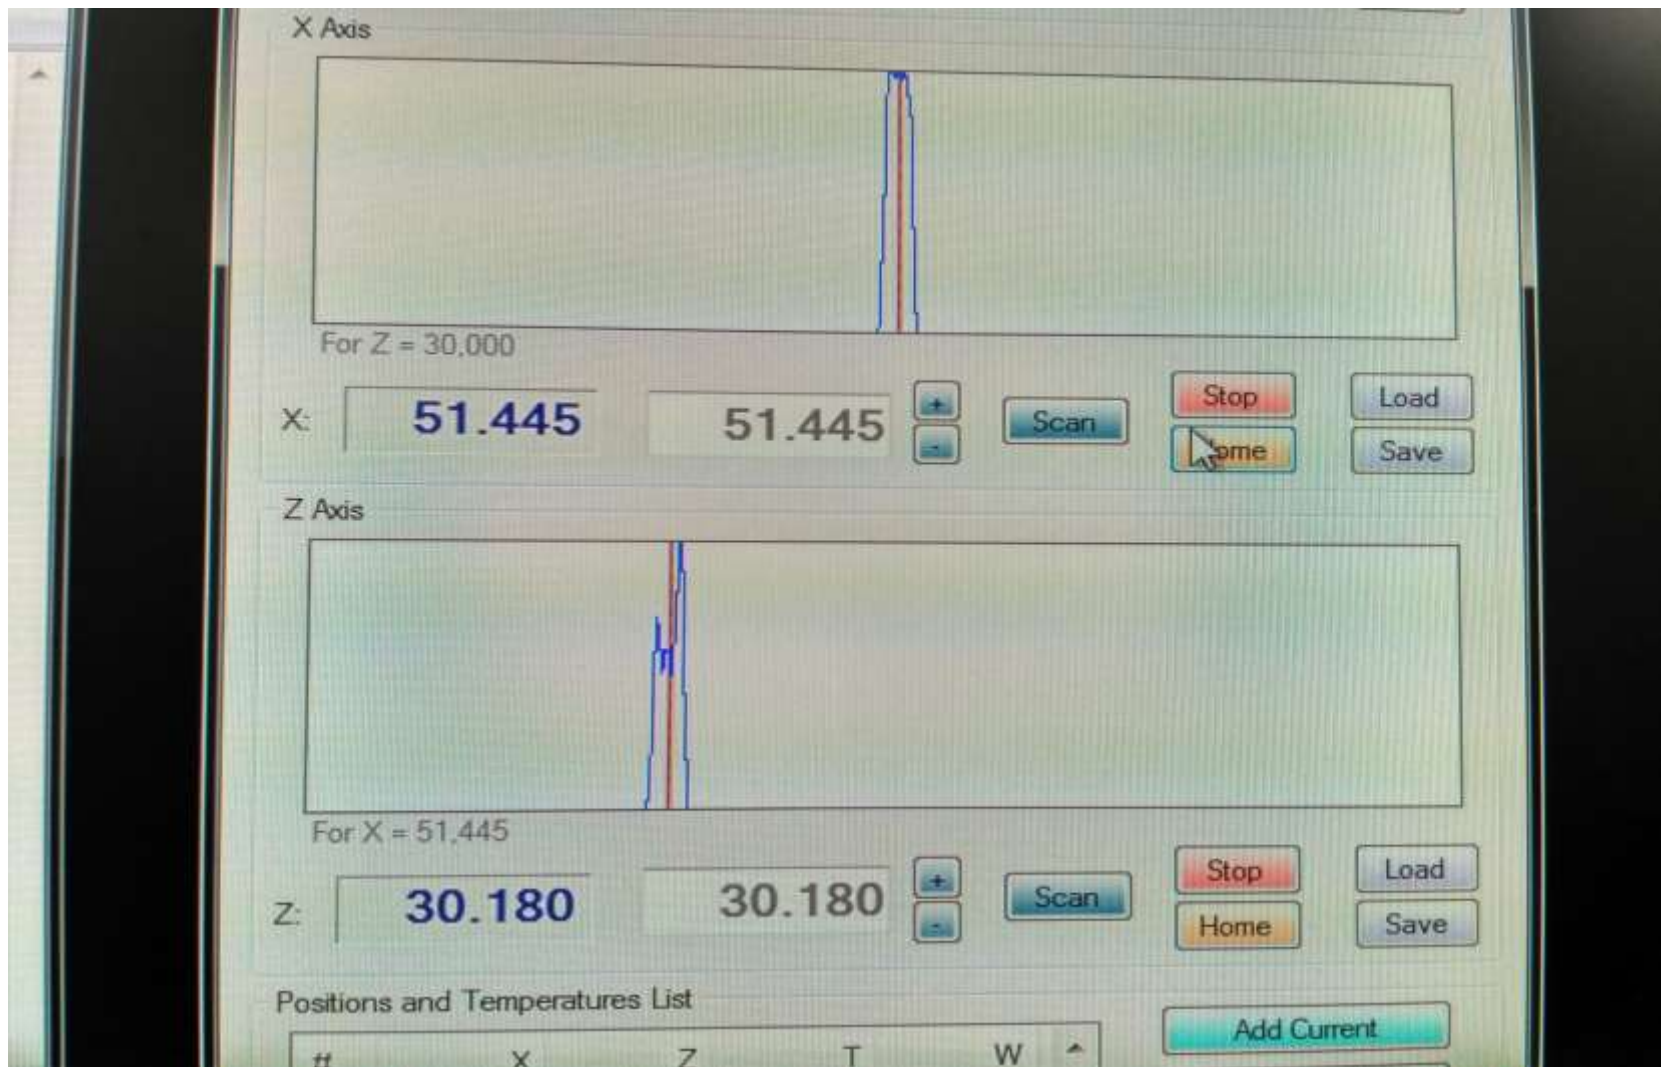 X Axis
For Z = 30,000
X: 51.445 51.445 + - Scan Stop Load
Save
Z Axis
For X = 51,445
Z: 30.180 30.180 + - Scan Stop Load
Home Save
Positions and Temperatures List
Add Current
# X Z T W